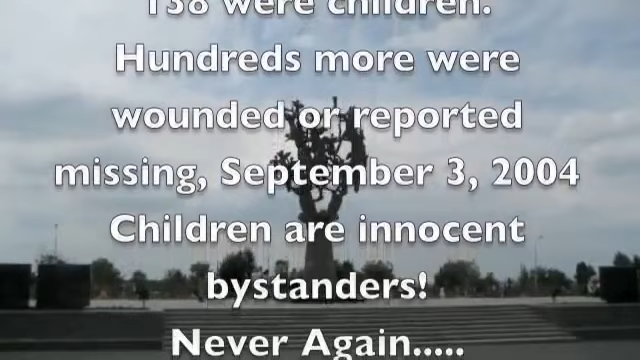 were children.
Hundreds more were
wounded or reported
missing, September 3, 2004
Children are innocent
bystanders!
Never Again.....